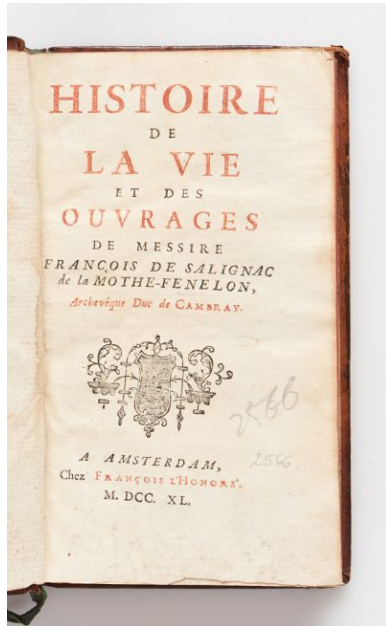 HISTOIRE
DE
LA VIE
ET DES
OUVRAGES
DE MESSIRE
FRANÇOIS DE SALIGNAC
de la MOTHE-FENELON,
Archevêque Duc de CAMBRAY.
2566
2566
A AMSTERDAM,
Chez FRANÇOIS L'HONORÉ.
M. DCC. XL.